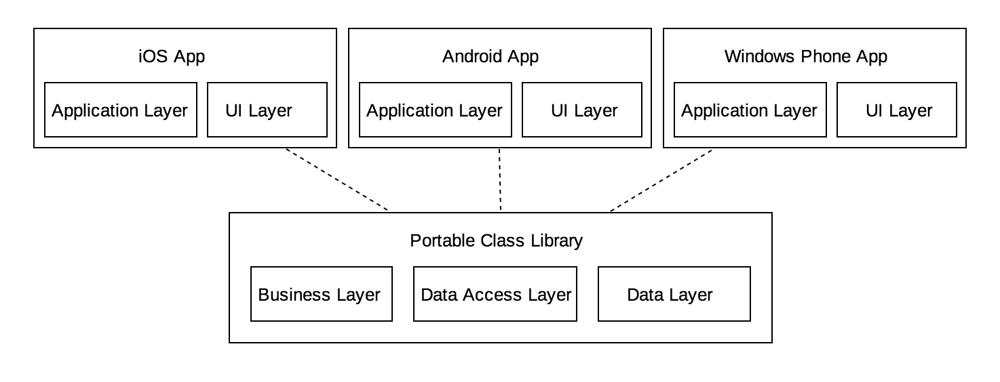 iOS App
Application Layer
UI Layer
Android App
Application Layer
UI Layer
Windows Phone App
Application Layer
UI Layer
Portable Class Library
Business Layer
Data Access Layer
Data Layer